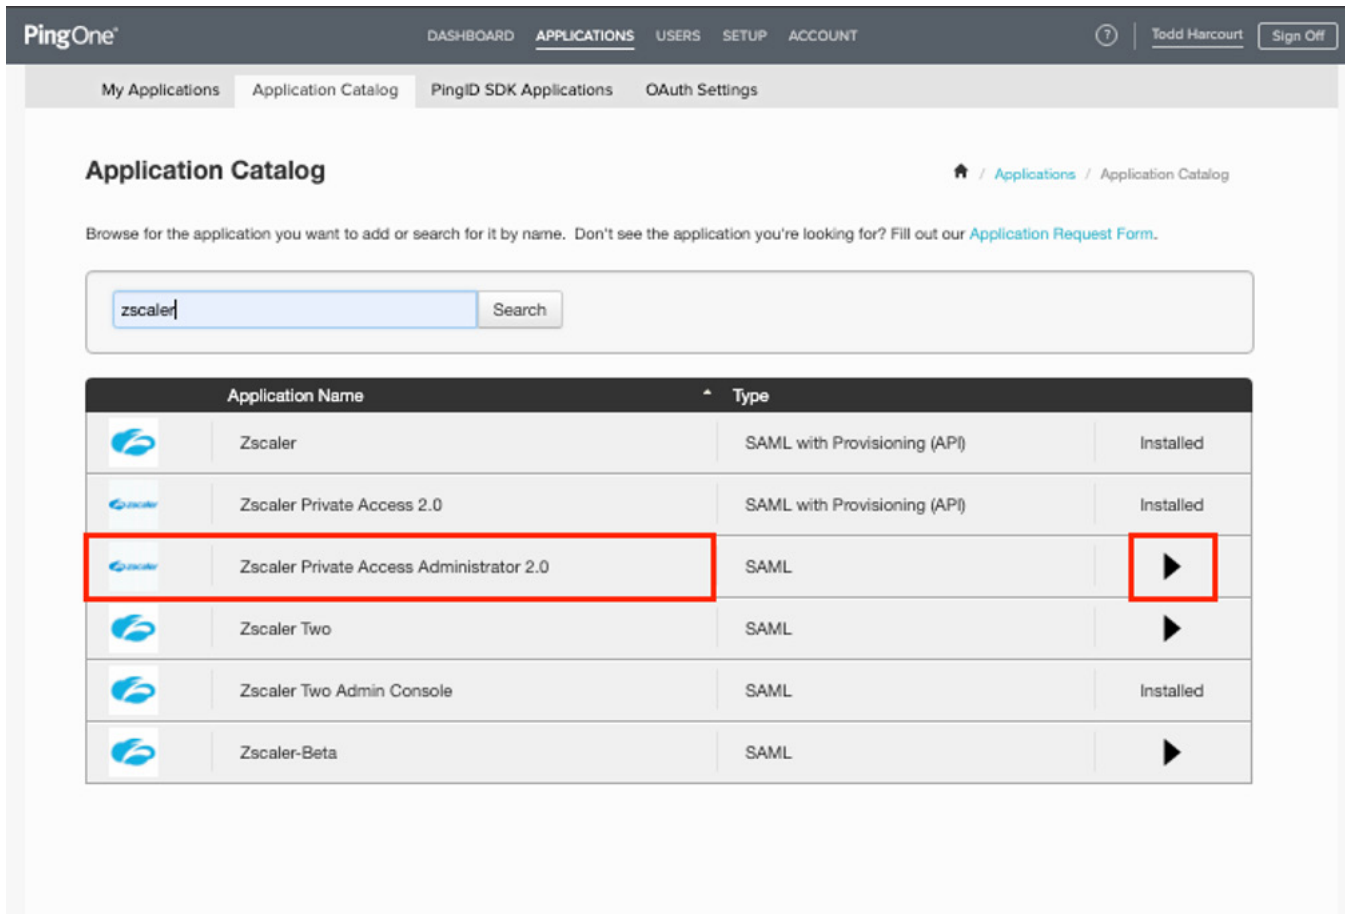 PingOne® DASHBOARD APPLICATIONS USERS SETUP ACCOUNT ? Todd Harcourt Sign Off
My Applications Application Catalog PingID SDK Applications OAuth Settings
Application Catalog / Applications / Application Catalog
Browse for the application you want to add or search for it by name. Don't see the application you're looking for? Fill out our Application Request Form.
zscaler Search
Application Name Type
Zscaler SAML with Provisioning (API) Installed
zscaler Zscaler Private Access 2.0 SAML with Provisioning (API) Installed
zscaler Zscaler Private Access Administrator 2.0 SAML
Zscaler Two SAML
Zscaler Two Admin Console SAML Installed
Zscaler-Beta SAML